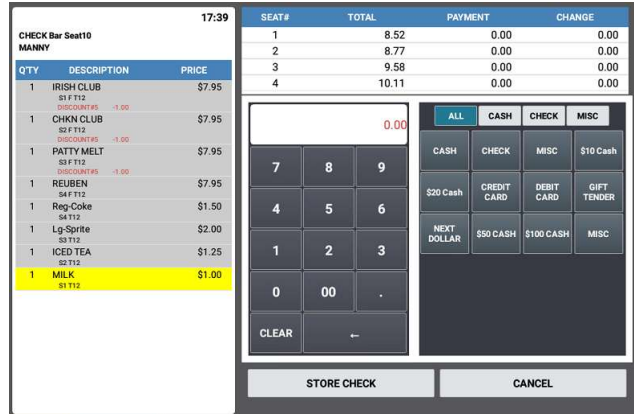 17:39
CHECK Bar Seat10
MANNY
Q'TY DESCRIPTION PRICE
1 IRISH CLUB $7.95
S1 F T12
DISCOUNT#5 -1.00
1 CHKN CLUB $7.95
S2 F T12
DISCOUNT#5 -1.00
1 PATTY MELT $7.95
S3 F T12
DISCOUNT#5 -1.00
1 REUBEN $7.95
S4 F T12
1 Reg-Coke $1.50
S4 T12
1 Lg-Sprite $2.00
S3 T12
1 ICED TEA $1.25
S2 T12
1 MILK $1.00
S1 T12
SEAT# TOTAL PAYMENT CHANGE
1 8.52 0.00 0.00
2 8.77 0.00 0.00
3 9.58 0.00 0.00
4 10.11 0.00 0.00
0.00
7 8 9
4 5 6
1 2 3
0 00 .
CLEAR ←
ALL CASH CHECK MISC
CASH CHECK MISC $10 Cash
$20 Cash CREDIT CARD DEBIT CARD GIFT TENDER
NEXT DOLLAR $50 CASH $100 CASH MISC
STORE CHECK CANCEL